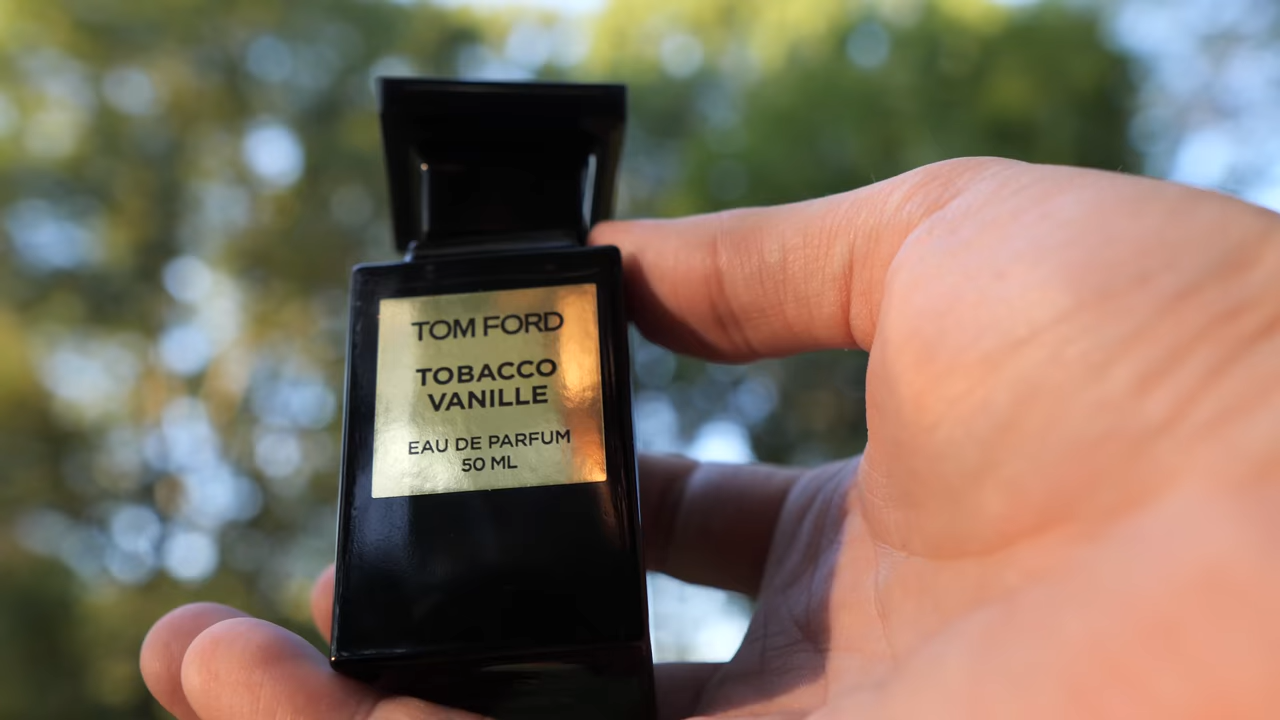 TOM FORD
TOBACCO
VANILLE
EAU DE PARFUM
50 ML